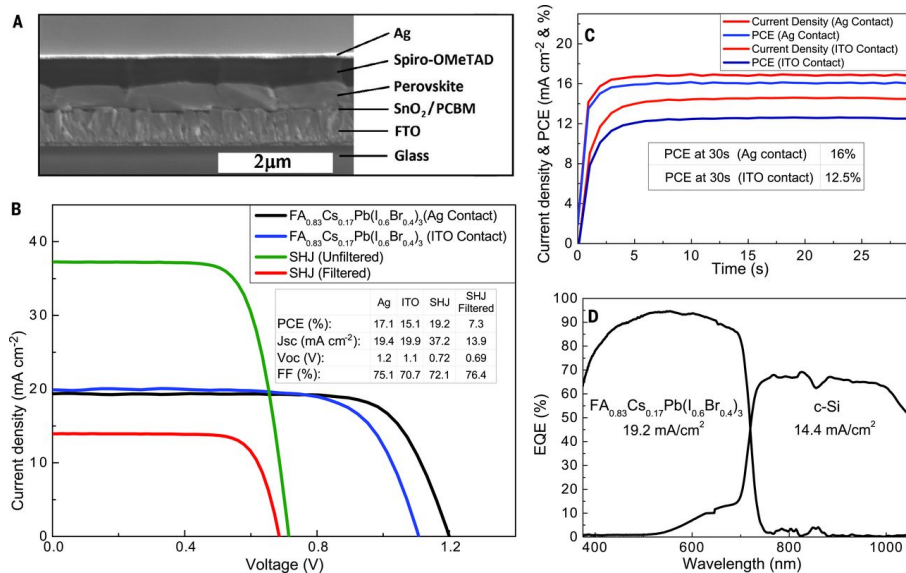 A
Ag
Spiro-OMeTAD
Perovskite
SnO₂/PCBM
FTO
Glass
2μm
B
Current density (mA cm⁻²)
40
30
20
10
0
0.0
0.4
0.8
1.2
Voltage (V)
FA₀.₈₃Cs₀.₁₇Pb(I₀.₆Br₀.₄)₃(Ag Contact)
FA₀.₈₃Cs₀.₁₇Pb(I₀.₆Br₀.₄)₃ (ITO Contact)
SHJ (Unfiltered)
SHJ (Filtered)
Ag ITO SHJ SHJ Filtered
PCE (%): 17.1 15.1 19.2 7.3
Jsc (mA cm⁻²): 19.4 19.9 37.2 13.9
Voc (V): 1.2 1.1 0.72 0.69
FF (%): 75.1 70.7 72.1 76.4
C
Current density & PCE (mA cm⁻² & %)
20
16
12
8
4
0
0
5
10
15
20
25
Time (s)
Current Density (Ag Contact)
PCE (Ag Contact)
Current Density (ITO Contact)
PCE (ITO Contact)
PCE at 30s (Ag contact) 16%
PCE at 30s (ITO contact) 12.5%
D
EQE (%)
100
90
80
70
60
50
40
30
20
10
0
400
600
800
1000
Wavelength (nm)
FA₀.₈₃Cs₀.₁₇Pb(I₀.₆Br₀.₄)₃
19.2 mA/cm²
c-Si
14.4 mA/cm²